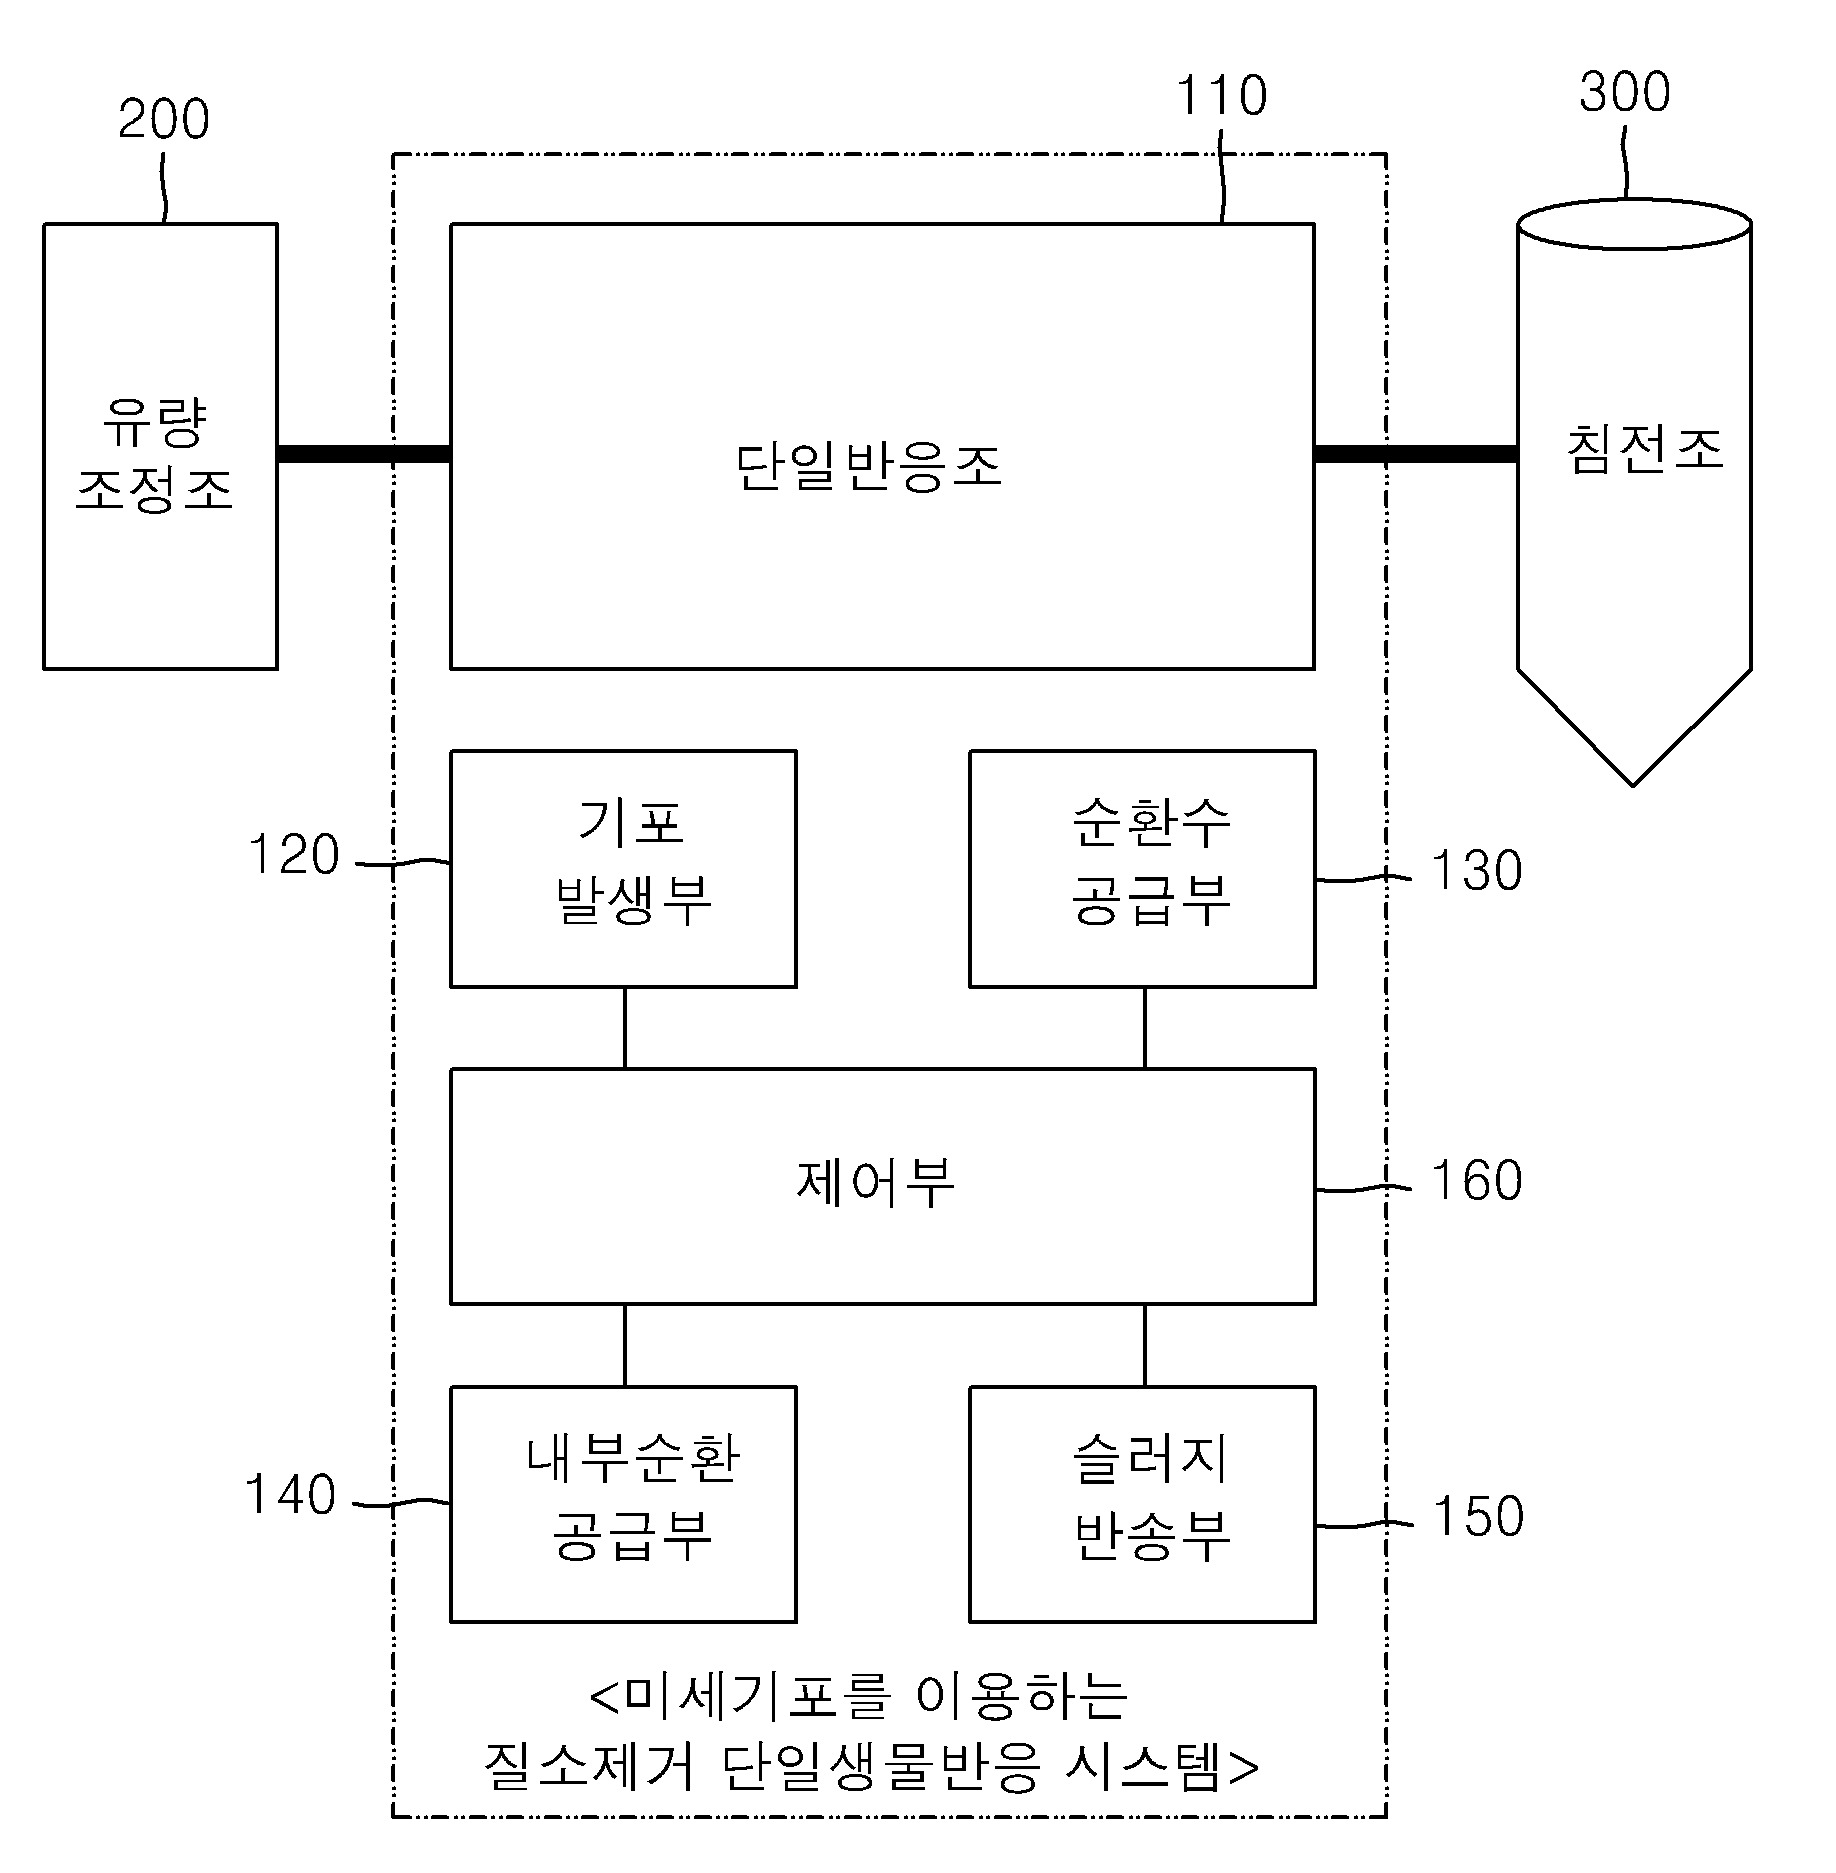 200
110
300
유량
조정조
단일반응조
침전조
기포
발생부
120
순환수
공급부
130
제어부
160
내부순환
공급부
140
슬러지
반송부
150
<미세기포를 이용하는
질소제거 단일생물반응 시스템>